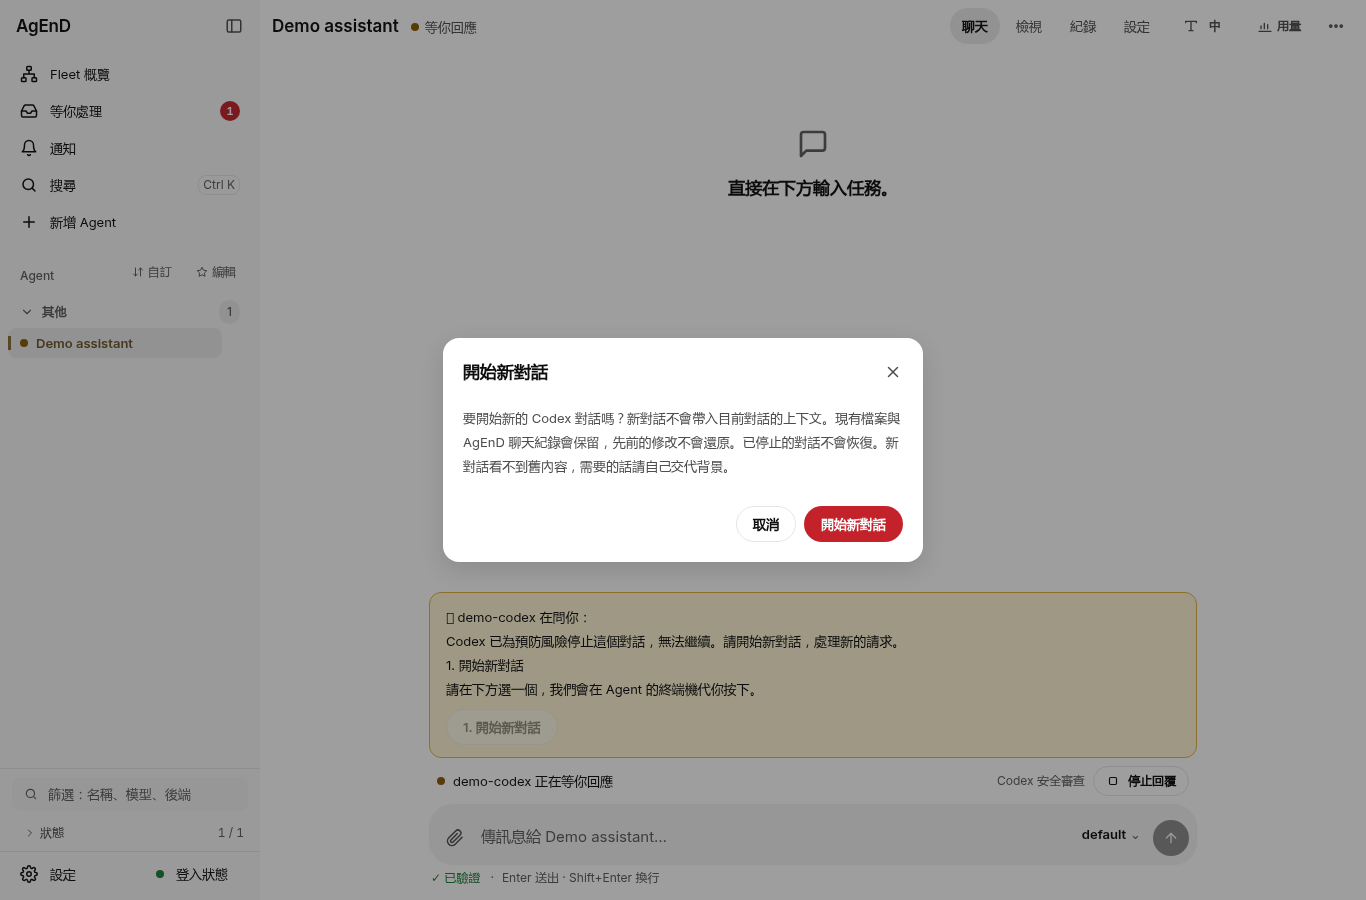 AgEnD
Fleet 概覽
等你處理
1
通知
搜尋
Ctrl K
新增 Agent
Agent
自訂
編輯
其他
1
Demo assistant
篩選：名稱、模型、後端
狀態
1 / 1
設定
登入狀態
Demo assistant
等你回應
聊天
檢視
紀錄
設定
中
用量
直接在下方輸入任務。
開始新對話
要開始新的 Codex 對話嗎？新對話不會帶入目前對話的上下文。現有檔案與
AgEnD 聊天紀錄會保留，先前的修改不會還原。已停止的對話不會恢復。新
對話看不到舊內容，需要的話請自己交代背景。
取消
開始新對話
demo-codex 在問你：
Codex 已為預防風險停止這個對話，無法繼續。請開始新對話，處理新的請求。
1. 開始新對話
請在下方選一個，我們會在 Agent 的終端機代你按下。
1. 開始新對話
demo-codex 正在等你回應
Codex 安全審查
停止回覆
傳訊息給 Demo assistant...
default
✓ 已驗證 · Enter 送出 · Shift+Enter 換行